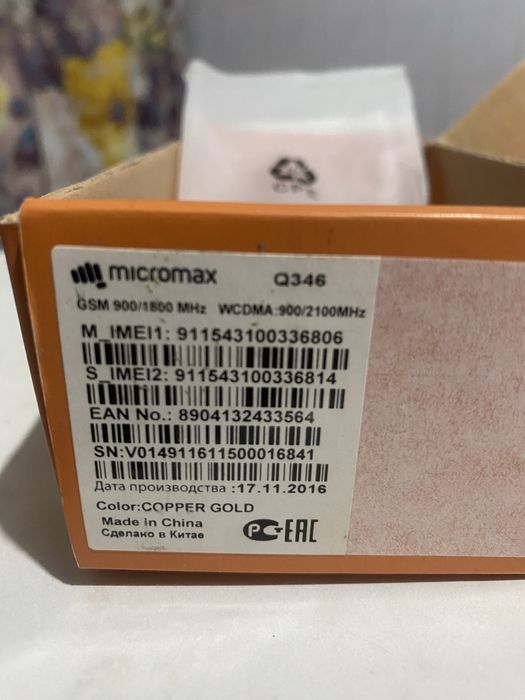 CPE
micromax Q346
GSM 900/1800 MHz WCDMA:900/2100MHz
M_IMEI1: 911543100336806
S_IMEI2: 911543100336814
EAN No.: 8904132433564
SN:V014911611500016841
Дата производства :17.11.2016
Color:COPPER GOLD
Made in China
Сделано в Китае
EAC